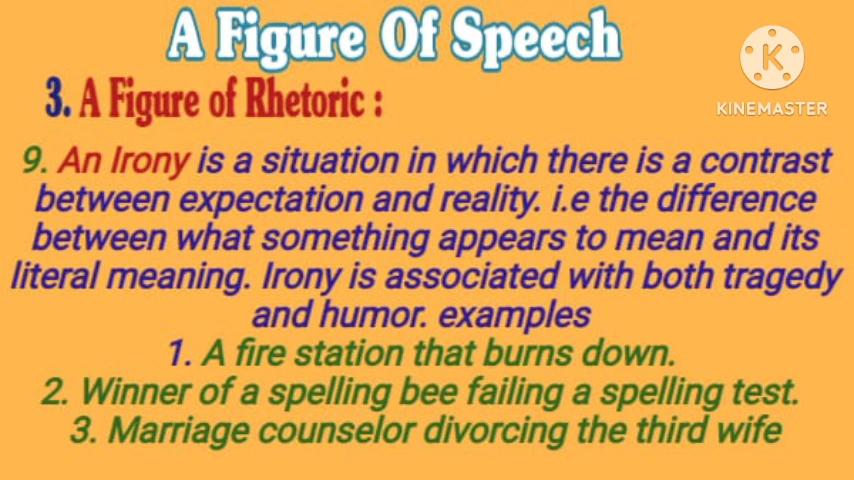 A Figure Of Speech
K
KINEMASTER
3. A Figure of Rhetoric :
9. An Irony is a situation in which there is a contrast
between expectation and reality. i.e the difference
between what something appears to mean and its
literal meaning. Irony is associated with both tragedy
and humor. examples
1. A fire station that burns down.
2. Winner of a spelling bee failing a spelling test.
3. Marriage counselor divorcing the third wife